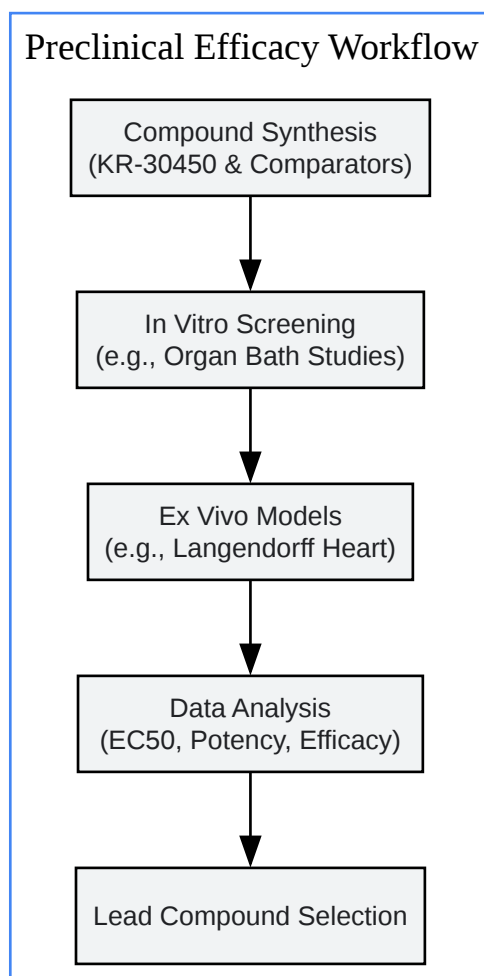 Preclinical Efficacy Workflow
Compound Synthesis
(KR-30450 & Comparators)
In Vitro Screening
(e.g., Organ Bath Studies)
Ex Vivo Models
(e.g., Langendorff Heart)
Data Analysis
(EC50, Potency, Efficacy)
Lead Compound Selection